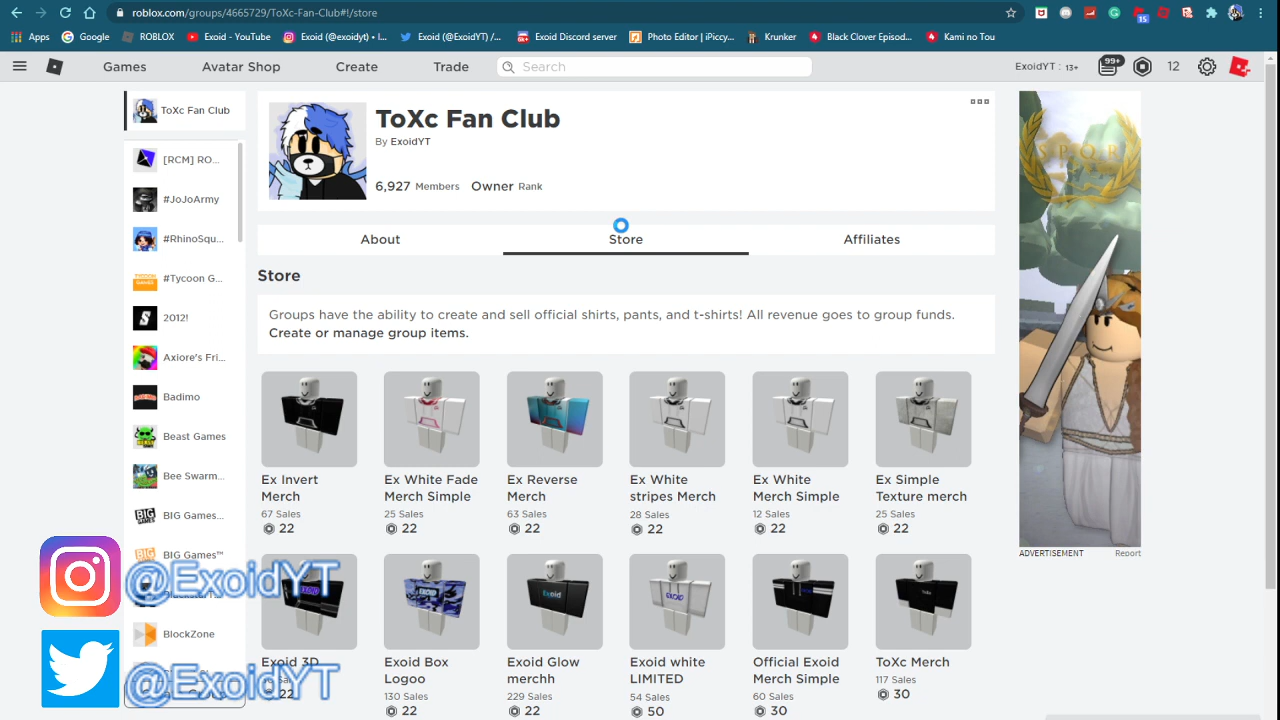 roblox.com/groups/4665729/ToXc-Fan-Club#!/store
15
Apps Google ROBLOX Exoid - YouTube Exoid (@exoidyt) • I... Exoid (@ExoidYT) /... Exoid Discord server Photo Editor | iPiccy... Krunker Black Clover Episod... Kami no Tou
Games Avatar Shop Create Trade Search ExoidYT : 13+ 99+ 12
ToXc Fan Club
[RCM] RO...
#JoJoArmy
#RhinoSqu...
#Tycoon G...
2012!
Axiore's Fri...
Badimo
Beast Games
Bee Swarm...
BIG Games...
BIG Games™
BlockZone
ToXc Fan Club
By ExoidYT
6,927 Members Owner Rank
About Store Affiliates
Store
Groups have the ability to create and sell official shirts, pants, and t-shirts! All revenue goes to group funds.
Create or manage group items.
Ex Invert
Merch
67 Sales
22
Ex White Fade
Merch Simple
25 Sales
22
Ex Reverse
Merch
63 Sales
22
Ex White
stripes Merch
28 Sales
22
Ex White
Merch Simple
12 Sales
22
Ex Simple
Texture merch
25 Sales
22
Exoid 3D
22
Exoid Box
Logoo
130 Sales
22
Exoid Glow
merchh
229 Sales
22
Exoid white
LIMITED
54 Sales
50
Official Exoid
Merch Simple
60 Sales
30
ToXc Merch
117 Sales
30
SPQR
ADVERTISEMENT Report
@ExoidYT
@ExoidYT